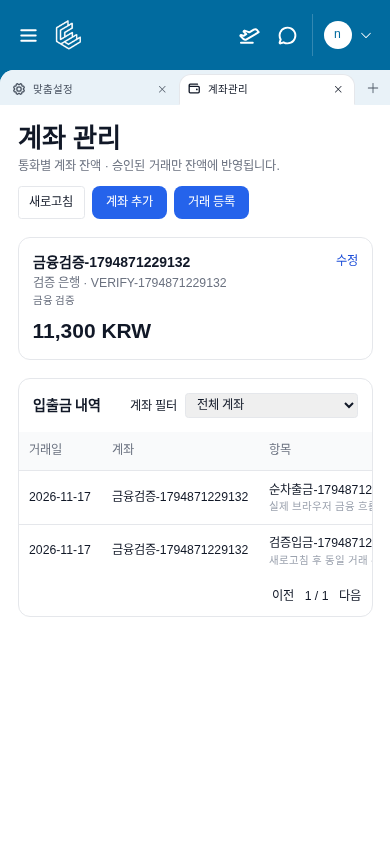 n
맞춤설정
계좌관리
계좌 관리
통화별 계좌 잔액 · 승인된 거래만 잔액에 반영됩니다.
새로고침 계좌 추가 거래 등록
금융검증-1794871229132 수정
검증 은행 · VERIFY-1794871229132
금융 검증
11,300 KRW
입출금 내역 계좌 필터 전체 계좌
거래일 계좌 항목
2026-11-17 금융검증-1794871229132 순차출금-17948712
실제 브라우저 금융 흐름
2026-11-17 금융검증-1794871229132 검증입금-17948712
새로고침 후 동일 거래
이전 1 / 1 다음